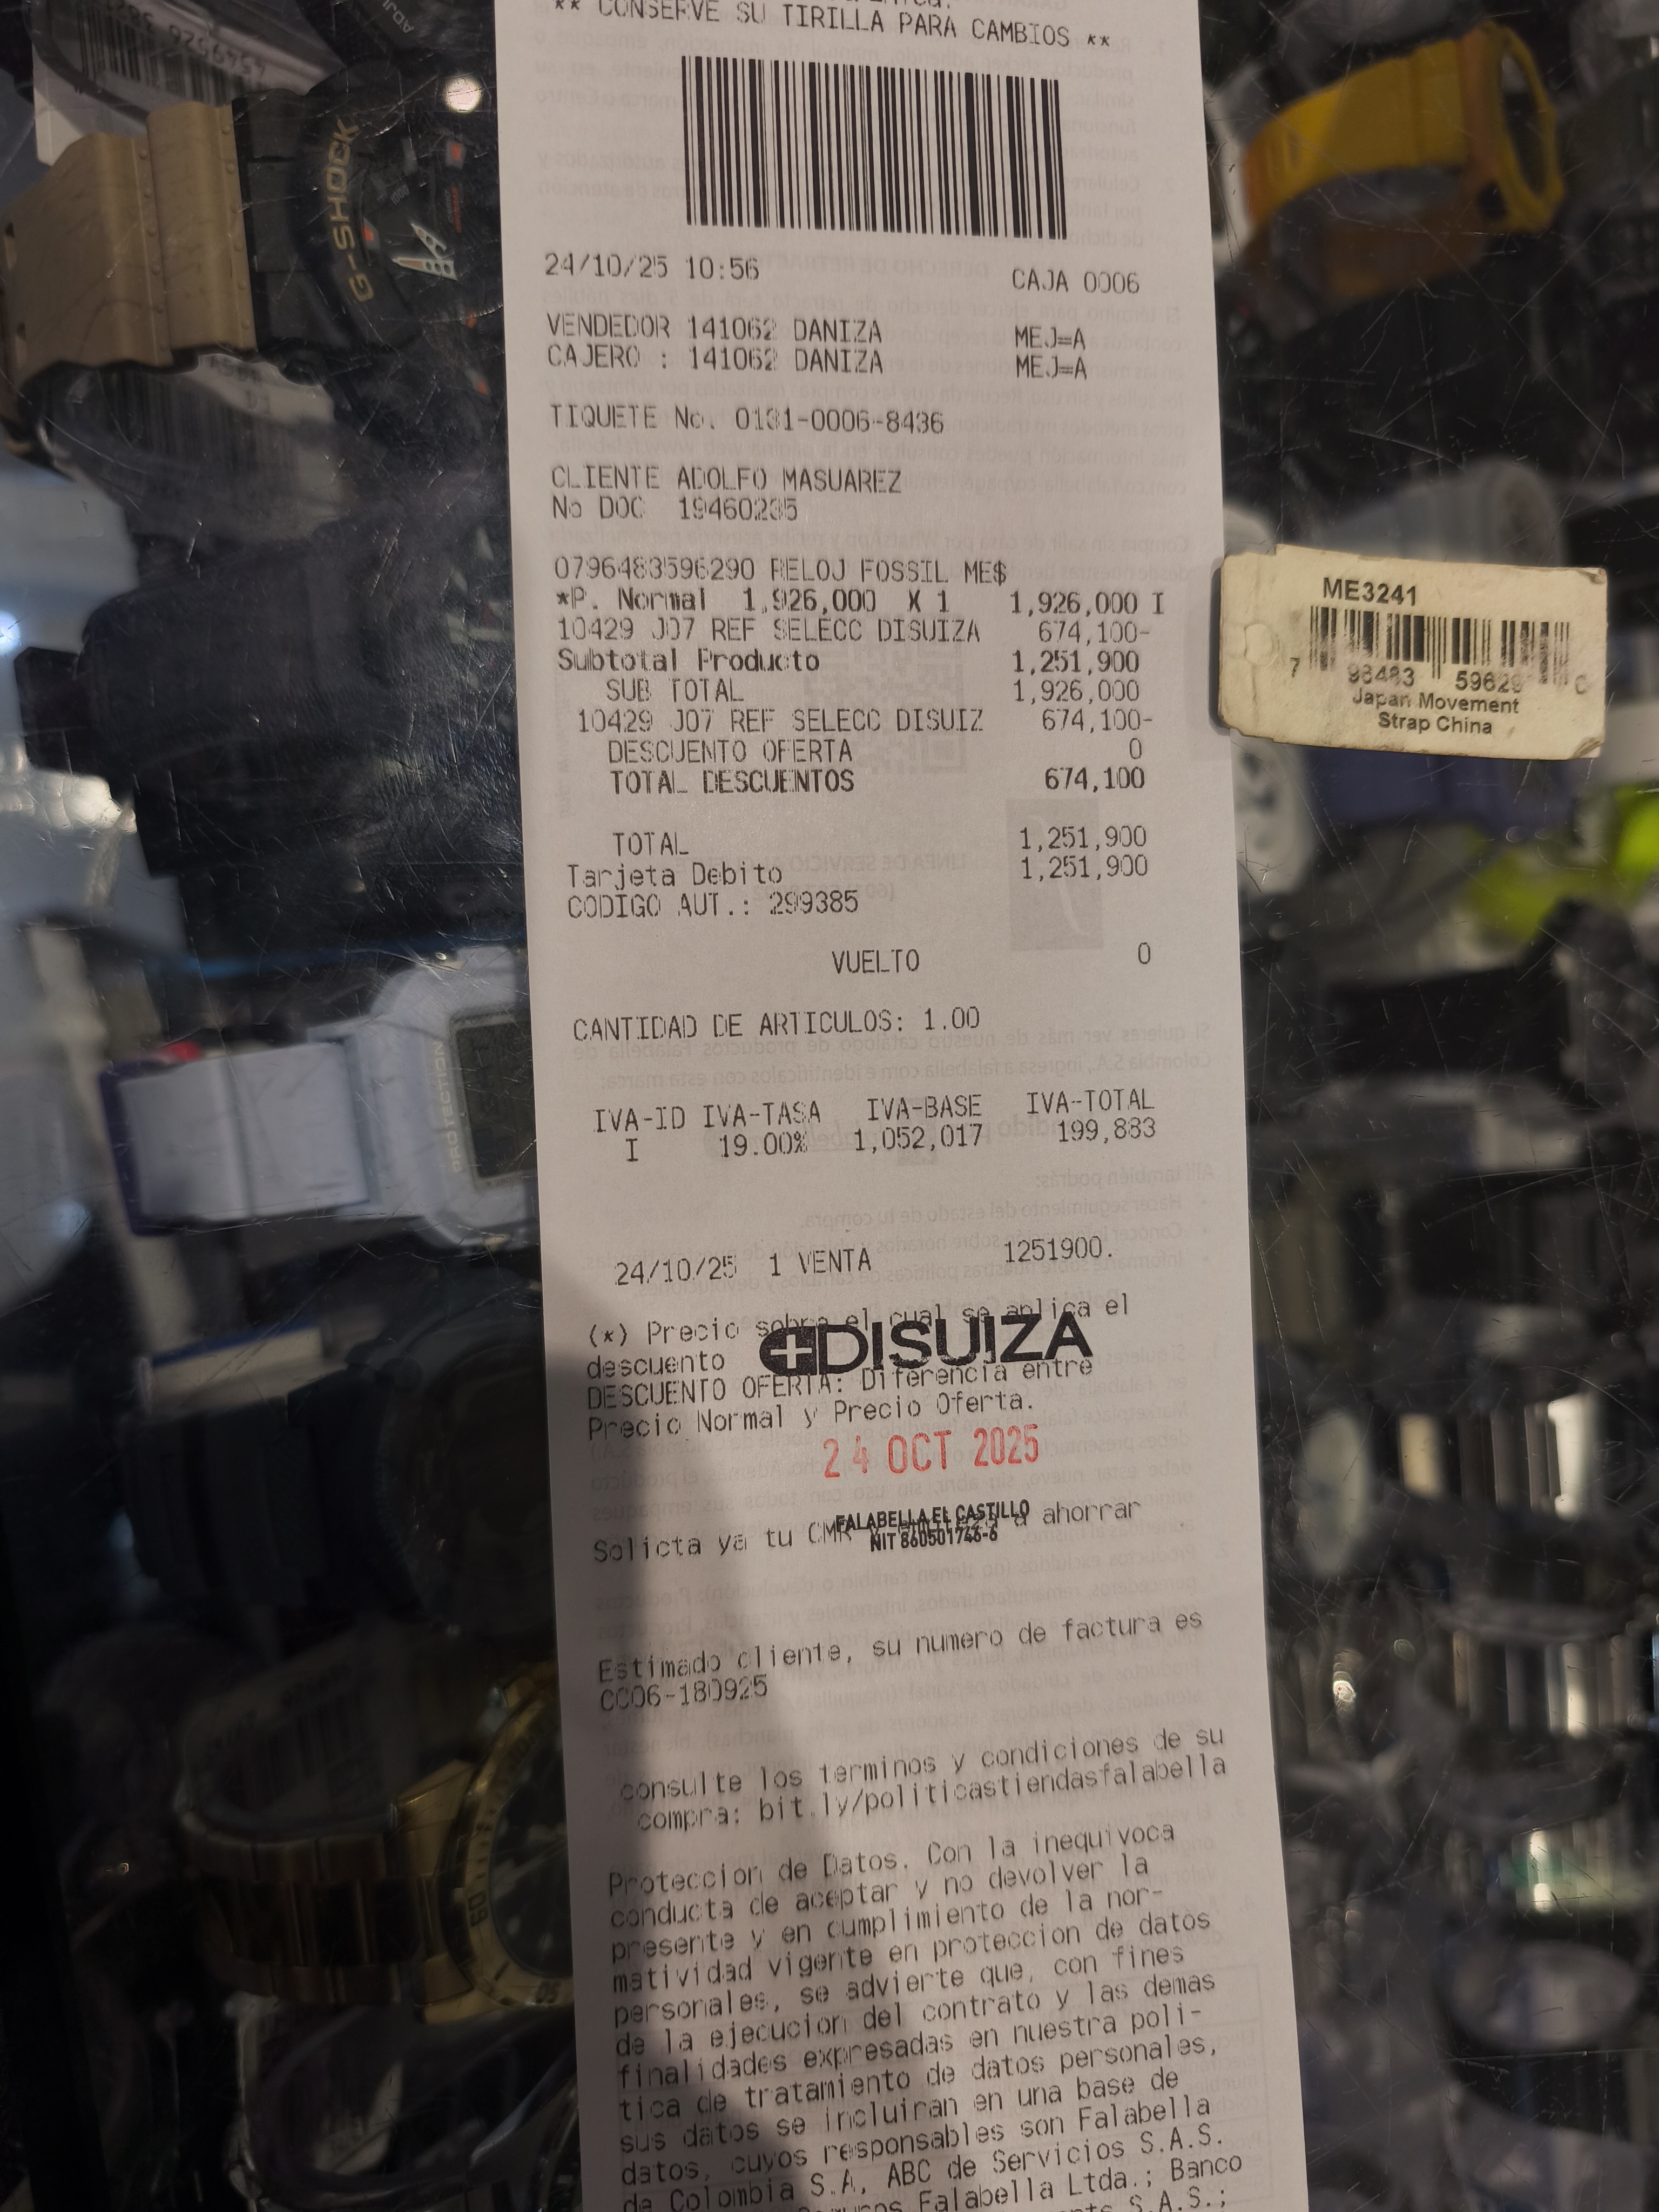 ** CONSERVE SU TIRILLA PARA CAMBIOS **
24/10/25 10:56 CAJA 0006
VENDEDOR 141062 DANIZA MEJ=A
CAJERO : 141062 DANIZA MEJ=A
TIQUETE No. 0131-0006-8436
CLIENTE ADOLFO MASUAREZ
No DOC 19460235
0796483596290 RELOJ FOSSIL ME$
*P. Normal 1,926,000 X 1 1,926,000 I
10429 J07 REF SELECC DISUIZA 674,100-
Subtotal Producto 1,251,900
SUB TOTAL 1,926,000
10429 J07 REF SELECC DISUIZ 674,100-
DESCUENTO OFERTA 0
TOTAL DESCUENTOS 674,100
TOTAL 1,251,900
Tarjeta Debito 1,251,900
CODIGO AUT.: 299385
VUELTO 0
CANTIDAD DE ARTICULOS: 1.00
IVA-ID IVA-TASA IVA-BASE IVA-TOTAL
I 19.00% 1,052,017 199,883
24/10/25 1 VENTA 1251900.
(*) Precio sobre el cual se aplica el
descuento
DISUIZA
DESCUENTO OFERTA: Diferencia entre
Precio Normal y Precio Oferta.
24 OCT 2025
FALABELLA EL CASTILLO
NIT 860501746-6
Solicta ya tu CMR y a ahorrar
Estimado cliente, su numero de factura es
CC06-180925
consulte los terminos y condiciones de su
compra: bit.ly/politicastiendasfalabella
Proteccion de Datos. Con la inequivoca
conducta de aceptar y no devolver la
presente y en cumplimiento de la nor-
matividad vigente en proteccion de datos
personales, se advierte que, con fines
de la ejecucion del contrato y las demas
finalidades expresadas en nuestra poli-
tica de tratamiento de datos personales,
sus datos se incluiran en una base de
datos, cuyos responsables son Falabella
de Colombia S.A, ABC de Servicios S.A.S.
Falabella Ltda.; Banco
S.A.S.;
ME3241
7 96483 59629 0
Japan Movement
Strap China
G-SHOCK
PROTECTION